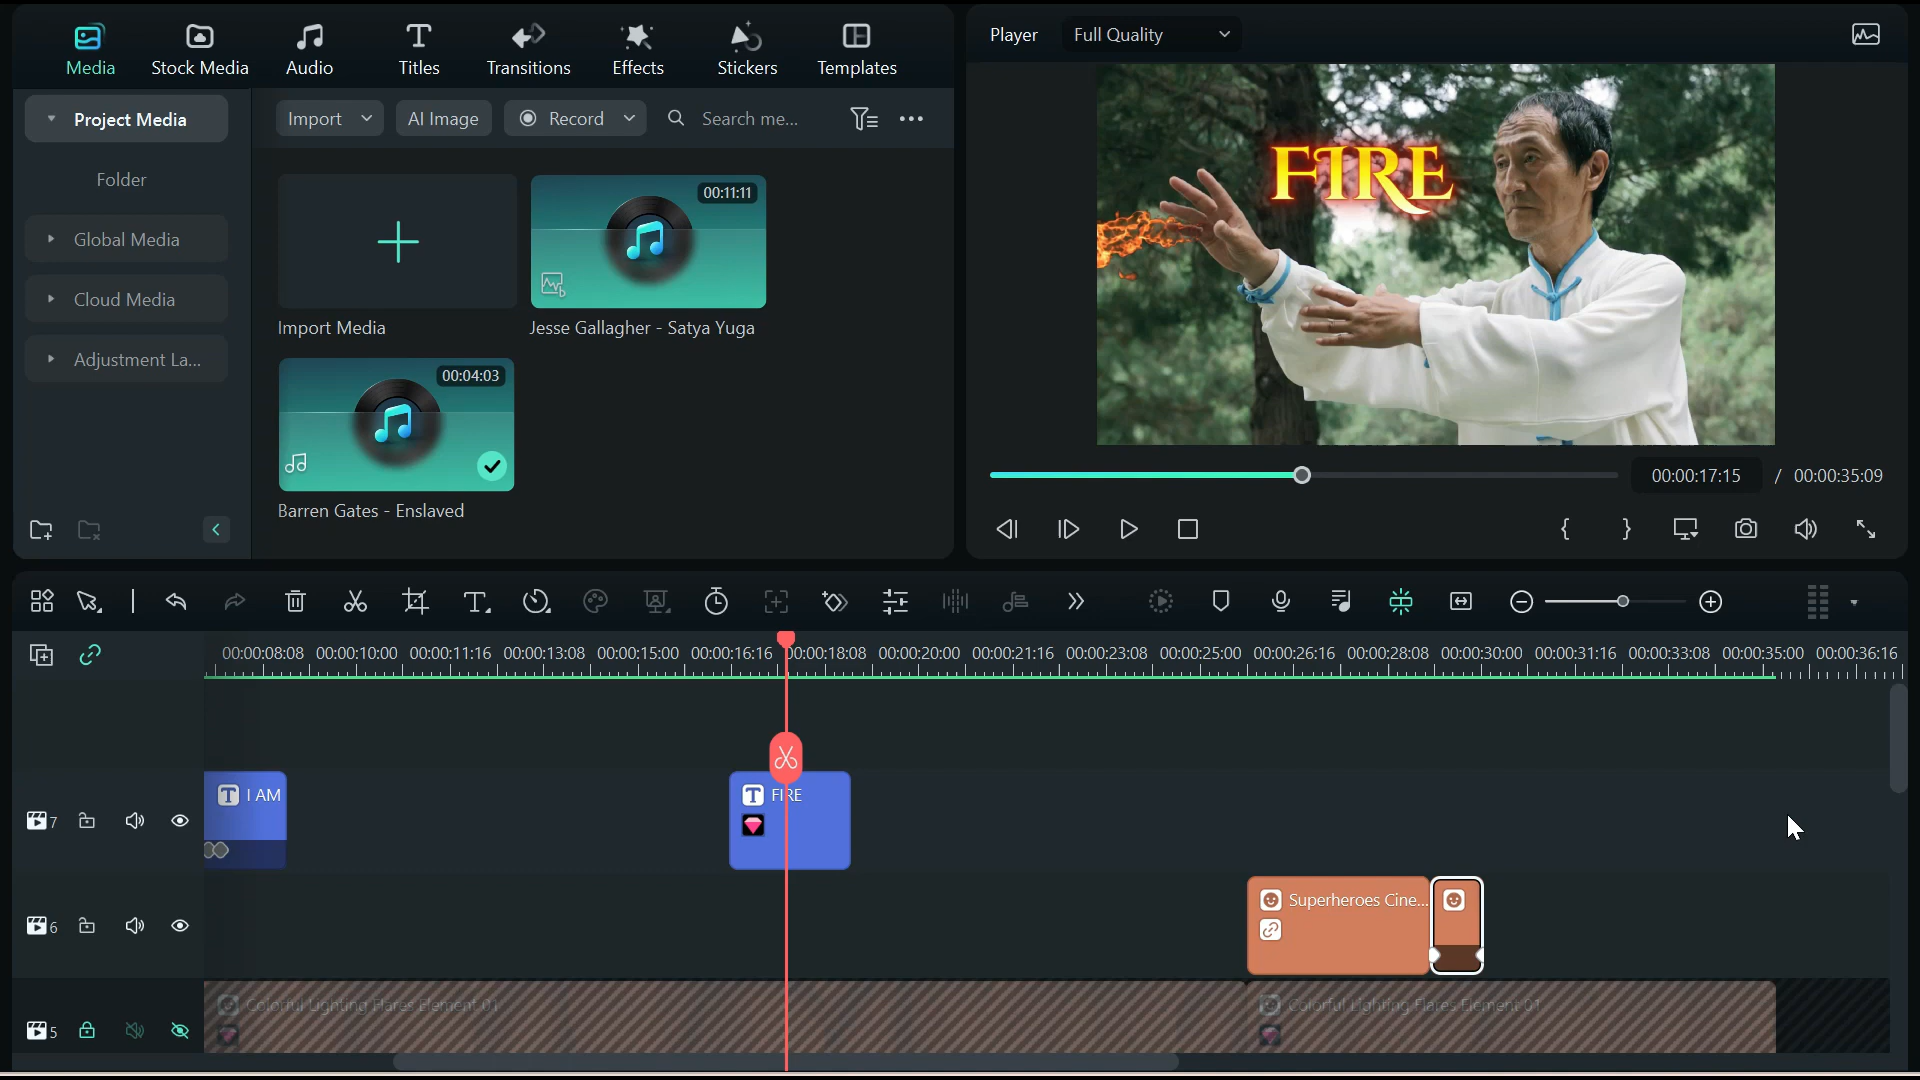 Media
Stock Media
Audio
Titles
Transitions
Effects
Stickers
Templates
Player
Full Quality
Project Media
Import
AI Image
Record
Search me...
Folder
Global Media
Cloud Media
Adjustment La...
00:11:11
Import Media
Jesse Gallagher - Satya Yuga
00:04:03
Barren Gates - Enslaved
FIRE
00:00:17:15 / 00:00:35:09
00:00:08:08 00:00:10:00 00:00:11:16 00:00:13:08 00:00:15:00 00:00:16:16 00:00:18:08 00:00:20:00 00:00:21:16 00:00:23:08 00:00:25:00 00:00:26:16 00:00:28:08 00:00:30:00 00:00:31:16 00:00:33:08 00:00:35:00 00:00:36:16
I AM
FIRE
7
Superheroes Cine...
6
Colorful Lighting Flares Element 01
Colorful Lighting Flares Element 01
5